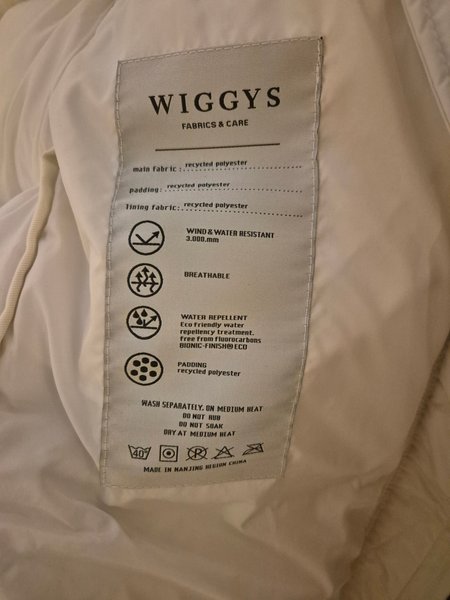 WIGGYS
FABRICS & CARE
main fabric: recycled polyester
padding: recycled polyester
lining fabric: recycled polyester
WIND & WATER RESISTANT
3.000.mm
BREATHABLE
WATER REPELLENT
Eco friendly water
repellency treatment.
free from fluorocarbons
BIONIC-FINISH® ECO
PADDING
recycled polyester
WASH SEPARATELY. ON MEDIUM HEAT
DO NOT RUB
DO NOT SOAK
DRY AT MEDIUM HEAT
40° R
MADE IN NANJING REGION CHINA